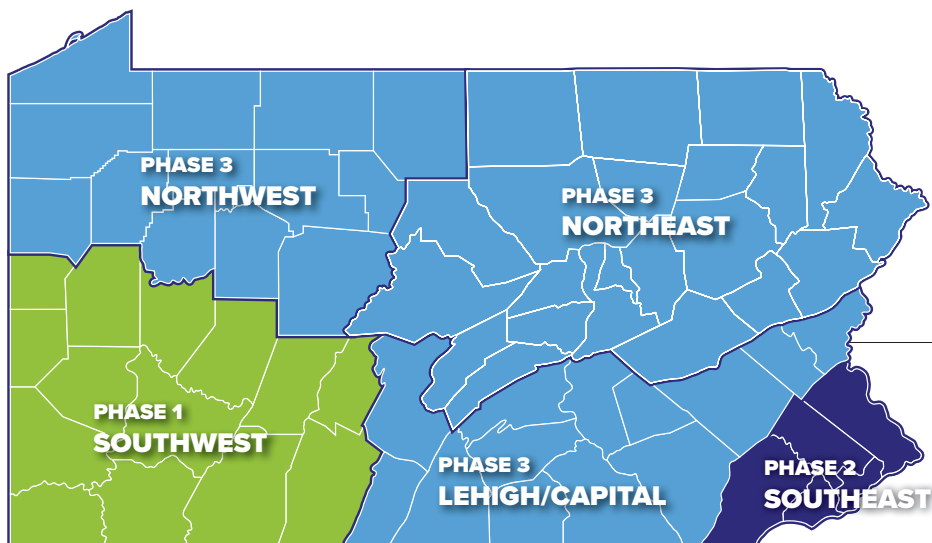 PHASE 3
NORTHWEST
PHASE 3
NORTHEAST
PHASE 1
SOUTHWEST
PHASE 3
LEHIGH/CAPITAL
PHASE 2
SOUTHEAST